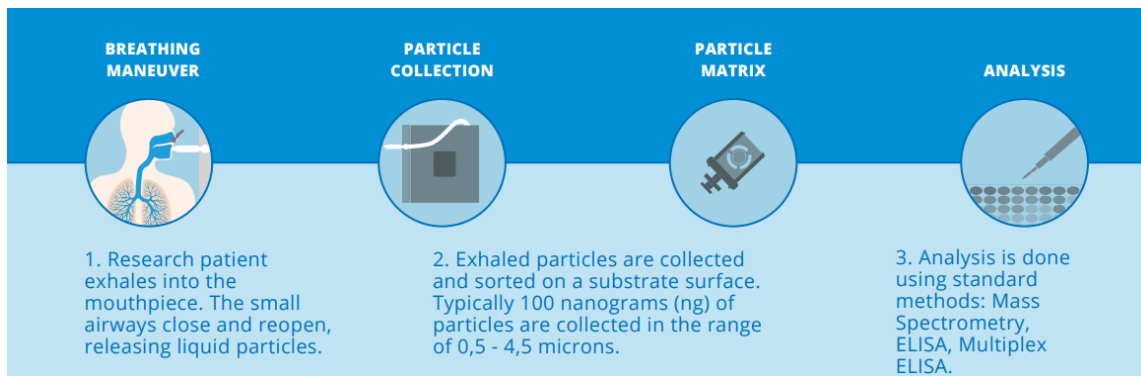 BREATHING
MANEUVER
PARTICLE
COLLECTION
PARTICLE
MATRIX
ANALYSIS
1. Research patient
exhales into the
mouthpiece. The small
airways close and reopen,
releasing liquid particles.
2. Exhaled particles are collected
and sorted on a substrate surface.
Typically 100 nanograms (ng) of
particles are collected in the range
of 0,5 - 4,5 microns.
3. Analysis is done
using standard
methods: Mass
Spectrometry,
ELISA, Multiplex
ELISA.